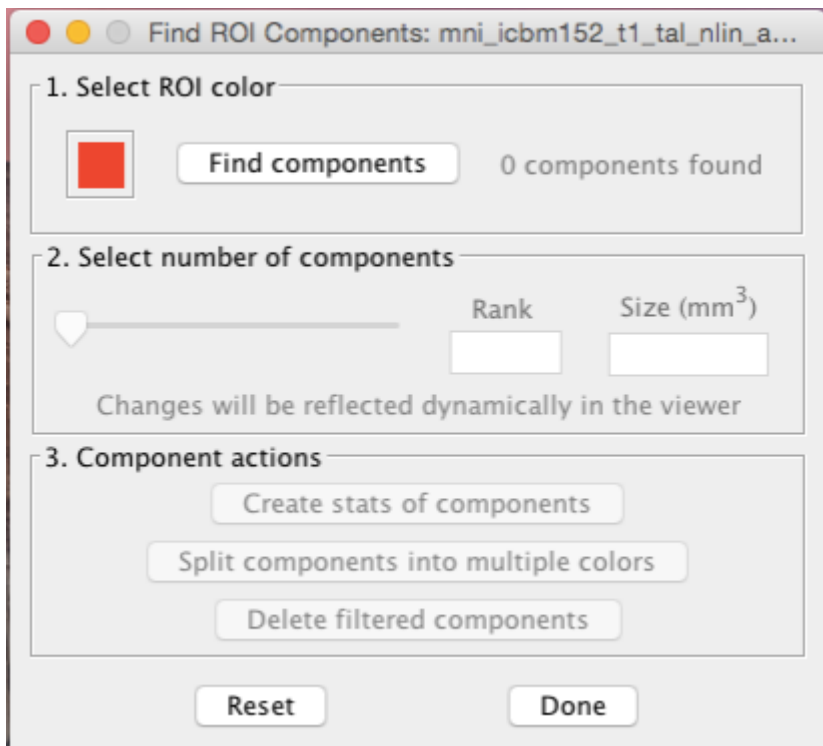 Find ROI Components: mni_icbm152_t1_tal_nlin_a...
1. Select ROI color
Find components
0 components found
2. Select number of components
Rank
Size (mm³)
Changes will be reflected dynamically in the viewer
3. Component actions
Create stats of components
Split components into multiple colors
Delete filtered components
Reset
Done